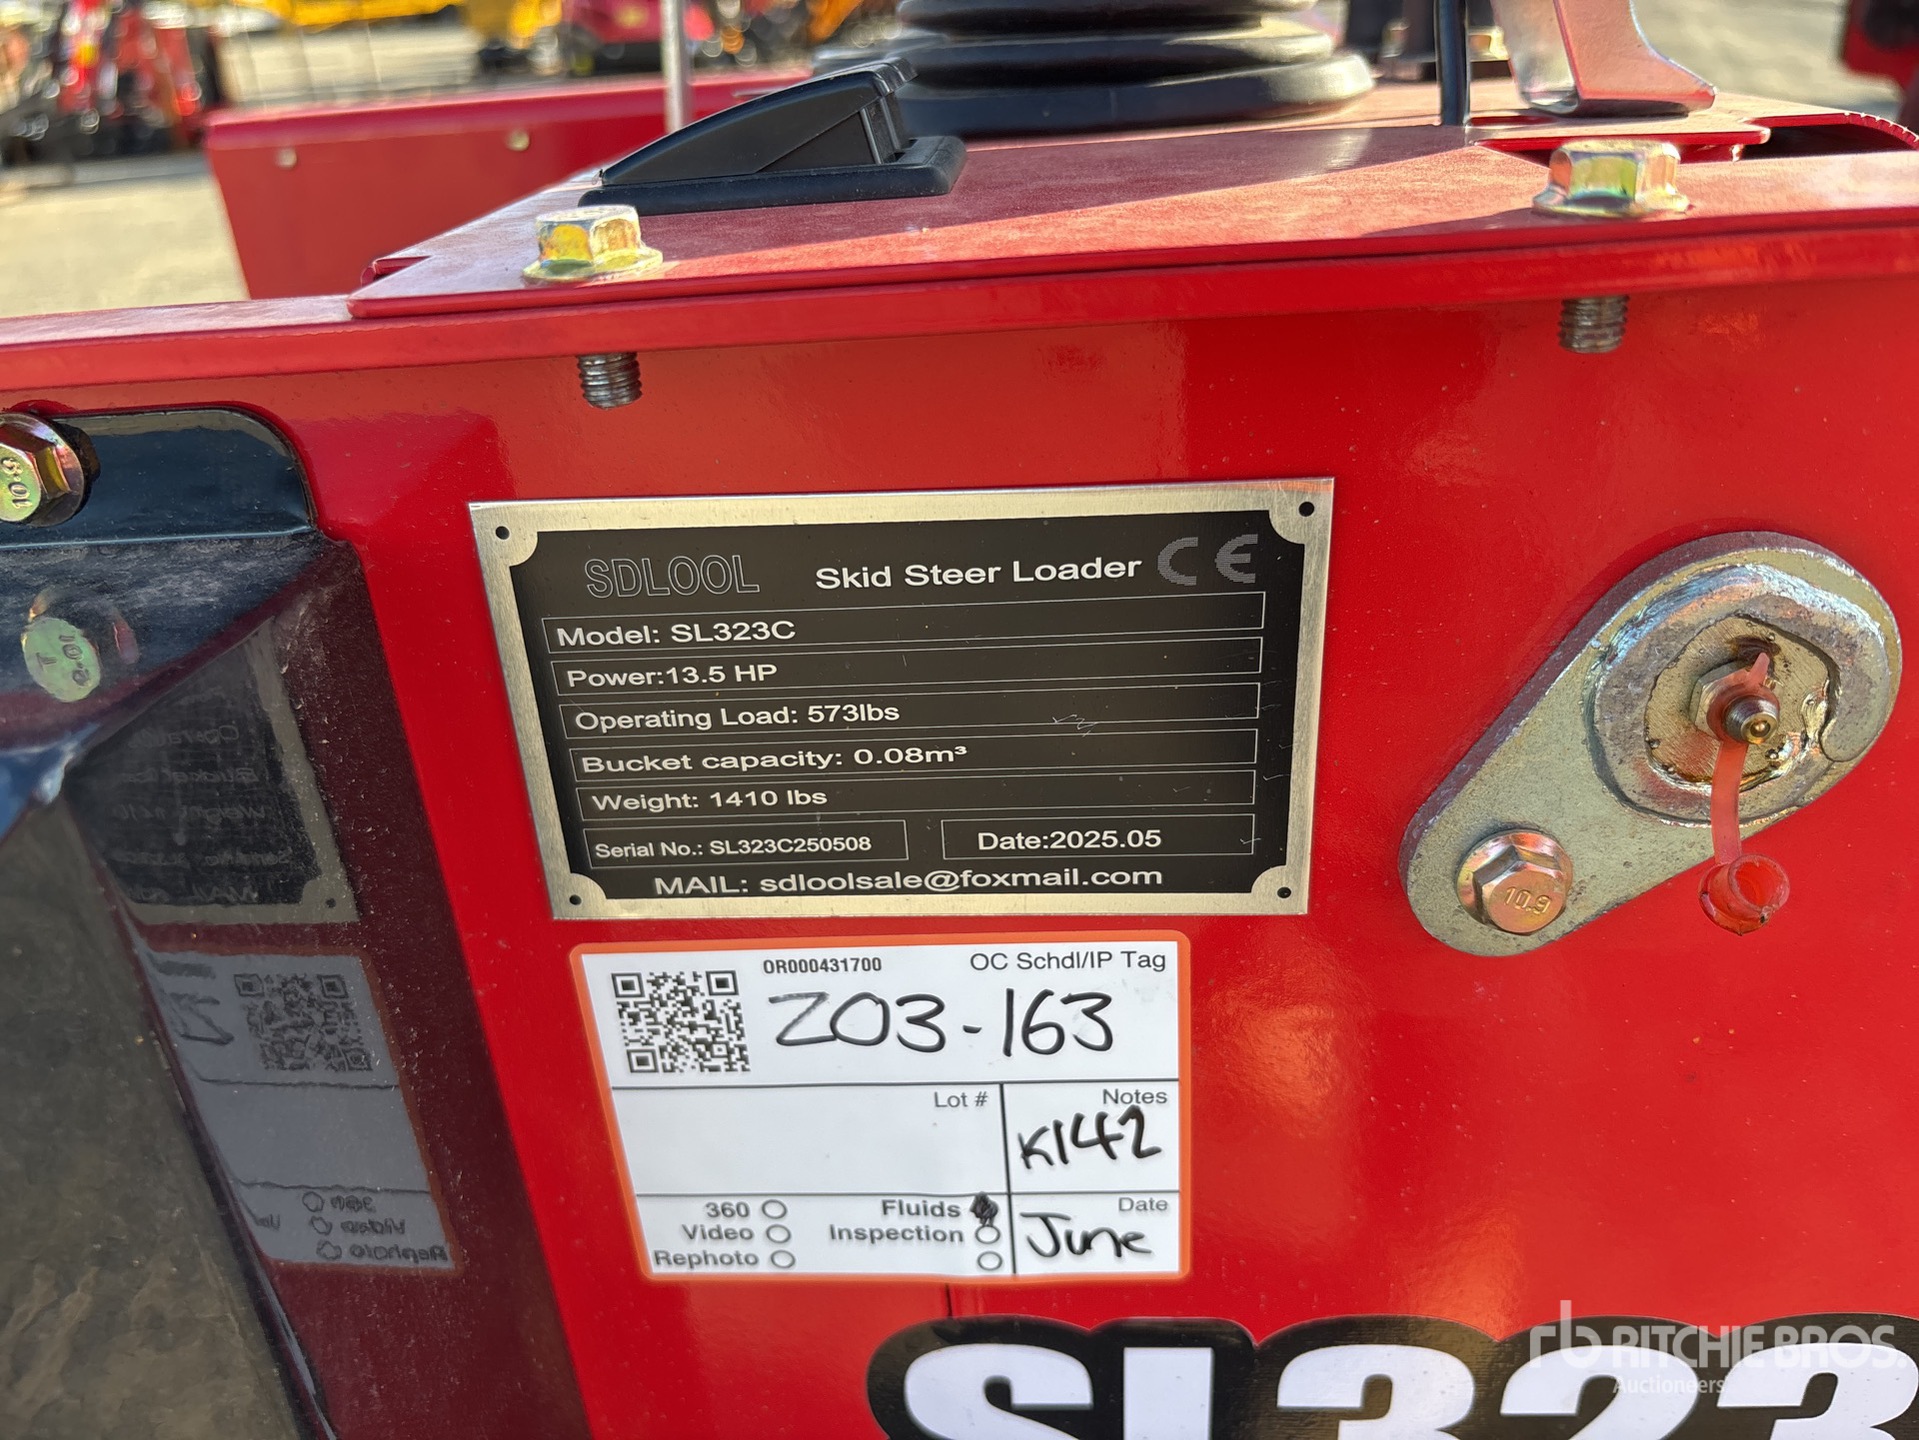 SDLOOL Skid Steer Loader CE
Model: SL323C
Power:13.5 HP
Operating Load: 573lbs
Bucket capacity: 0.08m³
Weight: 1410 lbs
Serial No.: SL323C250508 Date:2025.05
MAIL: sdloolsale@foxmail.com
OR000431700 OC Schdl/IP Tag
Z03-163
Lot # Notes
K142
360 Fluids Date
Video Inspection June
Rephoto
10.9
10.8
SL323
rb RITCHIE BROS.
Auctioneers